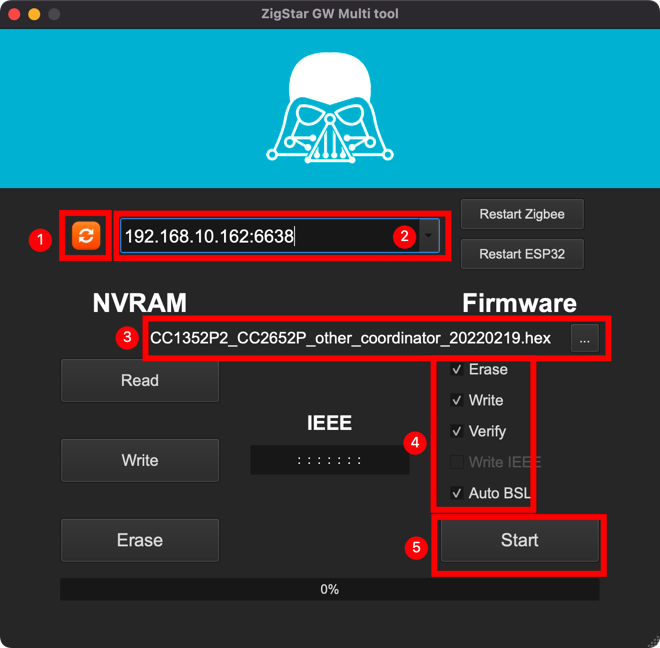 ZigStar GW Multi tool
1
192.168.10.162:6638
2
Restart Zigbee
Restart ESP32
NVRAM
Firmware
3
CC1352P2_CC2652P_other_coordinator_20220219.hex
...
Read
Erase
Write
IEEE
Verify
4
Write
: : : : : : :
Write IEEE
Auto BSL
Erase
5
Start
0%